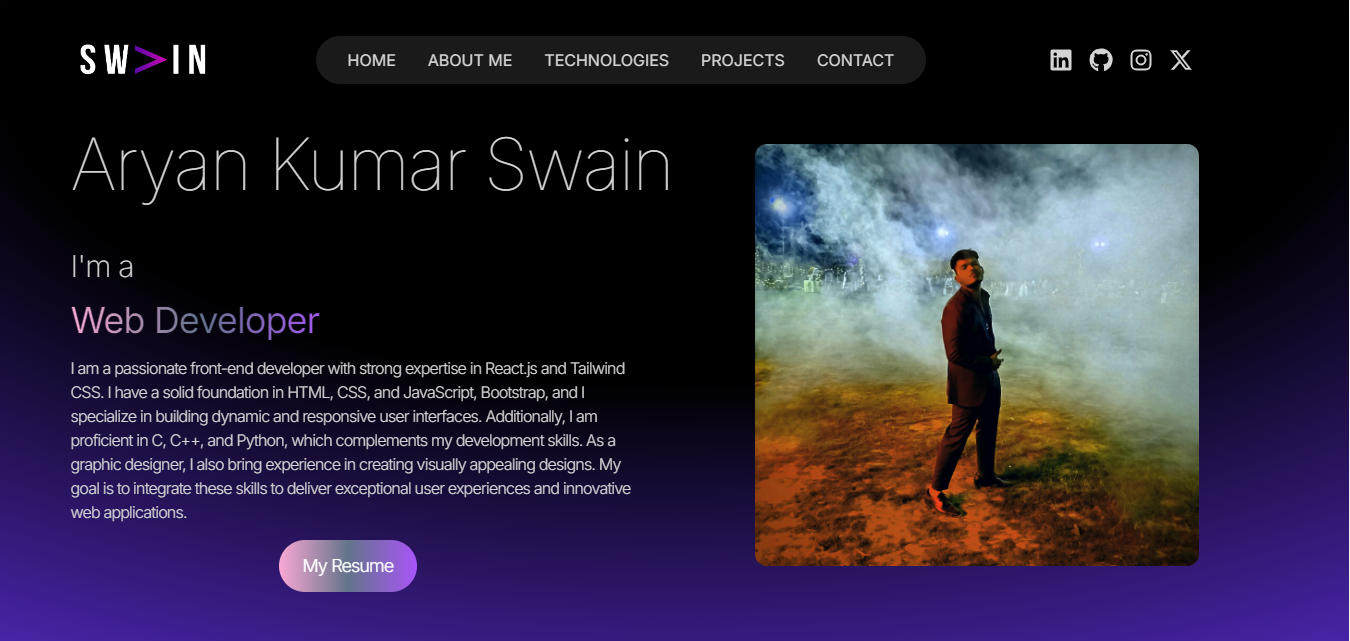 SW>IN
HOME ABOUT ME TECHNOLOGIES PROJECTS CONTACT
Aryan Kumar Swain
I'm a
Web Developer
I am a passionate front-end developer with strong expertise in React.js and Tailwind
CSS. I have a solid foundation in HTML, CSS, and JavaScript, Bootstrap, and I
specialize in building dynamic and responsive user interfaces. Additionally, I am
proficient in C, C++, and Python, which complements my development skills. As a
graphic designer, I also bring experience in creating visually appealing designs. My
goal is to integrate these skills to deliver exceptional user experiences and innovative
web applications.
My Resume